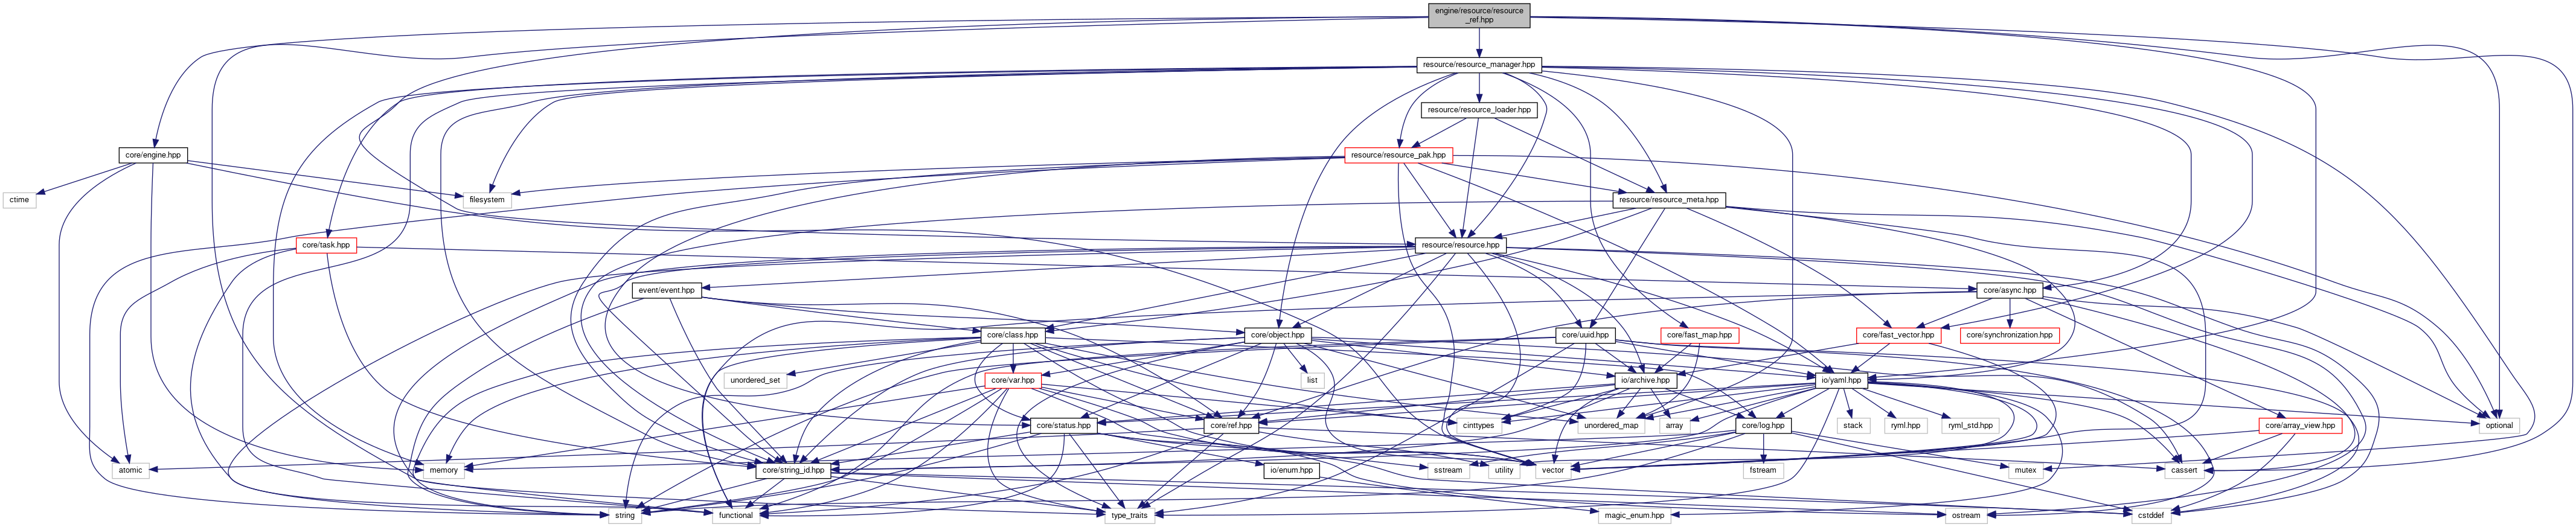 engine/resource/resource
_ref.hpp
resource/resource_manager.hpp
resource/resource_loader.hpp
core/engine.hpp
resource/resource_pak.hpp
ctime
filesystem
resource/resource_meta.hpp
core/task.hpp
resource/resource.hpp
event/event.hpp
core/async.hpp
core/class.hpp
core/object.hpp
core/uuid.hpp
core/fast_map.hpp
core/fast_vector.hpp
core/synchronization.hpp
unordered_set
core/var.hpp
list
io/archive.hpp
io/yaml.hpp
core/status.hpp
core/ref.hpp
cinttypes
unordered_map
array
core/log.hpp
stack
ryml.hpp
ryml_std.hpp
core/array_view.hpp
optional
atomic
memory
core/string_id.hpp
io/enum.hpp
sstream
utility
vector
fstream
mutex
cassert
string
functional
type_traits
magic_enum.hpp
ostream
cstddef